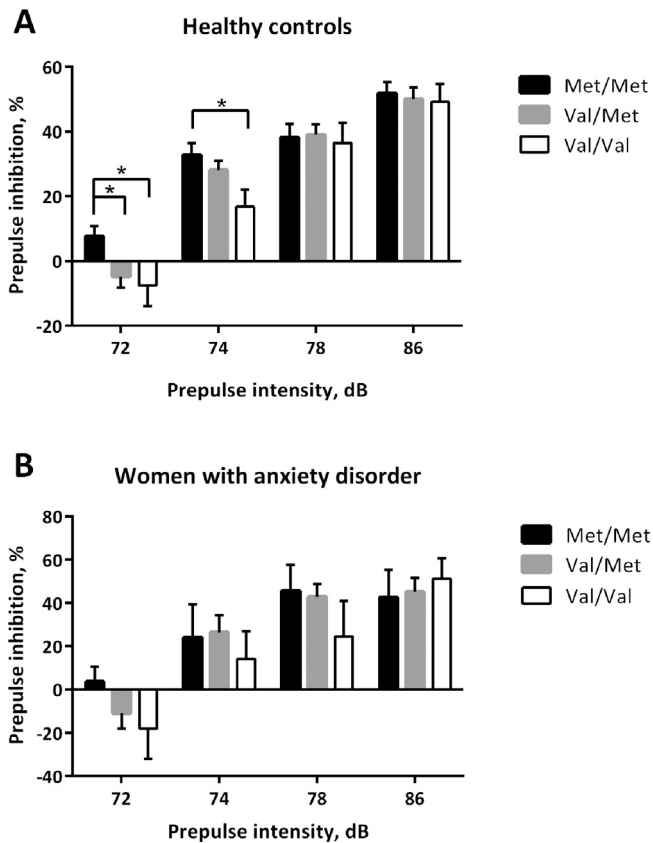 A
Healthy controls
Prepulse inhibition, %
60
40
20
0
-20
*
*
*
72 74 78 86
Prepulse intensity, dB
Met/Met
Val/Met
Val/Val
B
Women with anxiety disorder
Prepulse inhibition, %
80
60
40
20
0
-20
-40
72 74 78 86
Prepulse intensity, dB
Met/Met
Val/Met
Val/Val